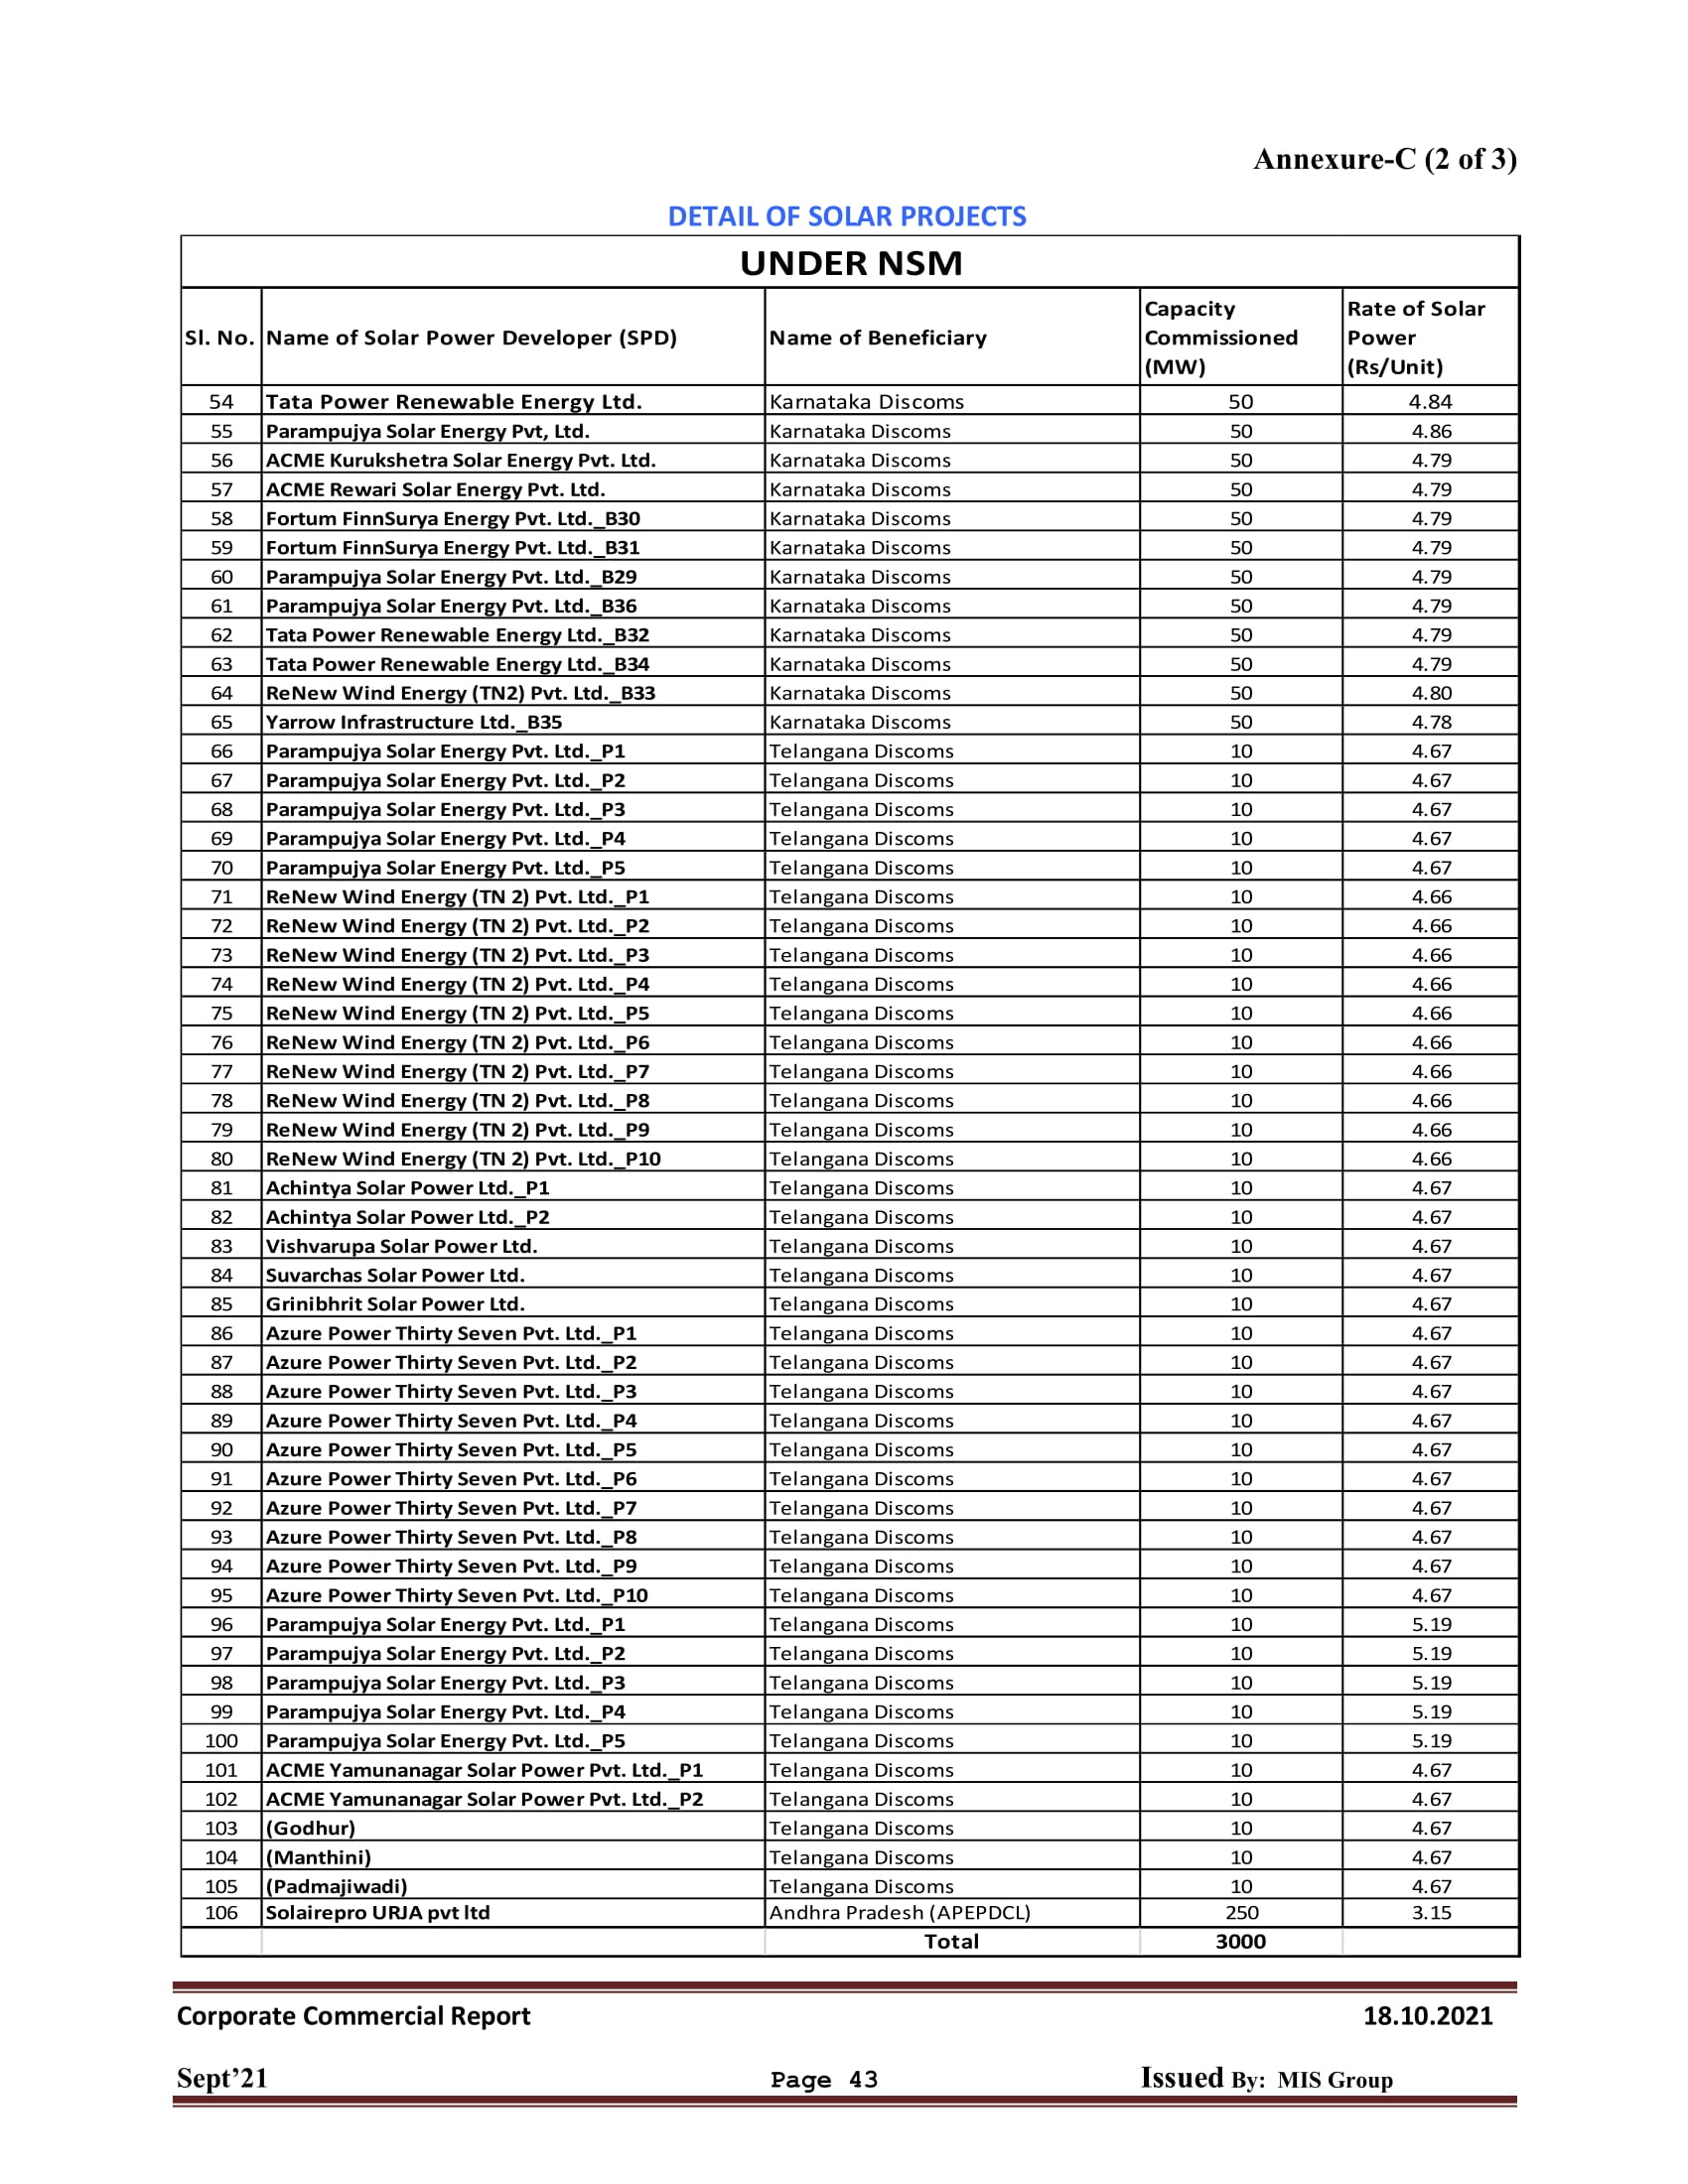 Annexure-C (2 of 3)
DETAIL OF SOLAR PROJECTS
UNDER NSM
Sl. No. Name of Solar Power Developer (SPD) Name of Beneficiary Capacity Commissioned (MW) Rate of Solar Power (Rs/Unit)
54 Tata Power Renewable Energy Ltd. Karnataka Discoms 50 4.84
55 Parampujya Solar Energy Pvt, Ltd. Karnataka Discoms 50 4.86
56 ACME Kurukshetra Solar Energy Pvt. Ltd. Karnataka Discoms 50 4.79
57 ACME Rewari Solar Energy Pvt. Ltd. Karnataka Discoms 50 4.79
58 Fortum FinnSurya Energy Pvt. Ltd._B30 Karnataka Discoms 50 4.79
59 Fortum FinnSurya Energy Pvt. Ltd._B31 Karnataka Discoms 50 4.79
60 Parampujya Solar Energy Pvt. Ltd._B29 Karnataka Discoms 50 4.79
61 Parampujya Solar Energy Pvt. Ltd._B36 Karnataka Discoms 50 4.79
62 Tata Power Renewable Energy Ltd._B32 Karnataka Discoms 50 4.79
63 Tata Power Renewable Energy Ltd._B34 Karnataka Discoms 50 4.79
64 ReNew Wind Energy (TN2) Pvt. Ltd._B33 Karnataka Discoms 50 4.80
65 Yarrow Infrastructure Ltd._B35 Karnataka Discoms 50 4.78
66 Parampujya Solar Energy Pvt. Ltd._P1 Telangana Discoms 10 4.67
67 Parampujya Solar Energy Pvt. Ltd._P2 Telangana Discoms 10 4.67
68 Parampujya Solar Energy Pvt. Ltd._P3 Telangana Discoms 10 4.67
69 Parampujya Solar Energy Pvt. Ltd._P4 Telangana Discoms 10 4.67
70 Parampujya Solar Energy Pvt. Ltd._P5 Telangana Discoms 10 4.67
71 ReNew Wind Energy (TN 2) Pvt. Ltd._P1 Telangana Discoms 10 4.66
72 ReNew Wind Energy (TN 2) Pvt. Ltd._P2 Telangana Discoms 10 4.66
73 ReNew Wind Energy (TN 2) Pvt. Ltd._P3 Telangana Discoms 10 4.66
74 ReNew Wind Energy (TN 2) Pvt. Ltd._P4 Telangana Discoms 10 4.66
75 ReNew Wind Energy (TN 2) Pvt. Ltd._P5 Telangana Discoms 10 4.66
76 ReNew Wind Energy (TN 2) Pvt. Ltd._P6 Telangana Discoms 10 4.66
77 ReNew Wind Energy (TN 2) Pvt. Ltd._P7 Telangana Discoms 10 4.66
78 ReNew Wind Energy (TN 2) Pvt. Ltd._P8 Telangana Discoms 10 4.66
79 ReNew Wind Energy (TN 2) Pvt. Ltd._P9 Telangana Discoms 10 4.66
80 ReNew Wind Energy (TN 2) Pvt. Ltd._P10 Telangana Discoms 10 4.66
81 Achintya Solar Power Ltd._P1 Telangana Discoms 10 4.67
82 Achintya Solar Power Ltd._P2 Telangana Discoms 10 4.67
83 Vishvarupa Solar Power Ltd. Telangana Discoms 10 4.67
84 Suvarchas Solar Power Ltd. Telangana Discoms 10 4.67
85 Grinibhrit Solar Power Ltd. Telangana Discoms 10 4.67
86 Azure Power Thirty Seven Pvt. Ltd._P1 Telangana Discoms 10 4.67
87 Azure Power Thirty Seven Pvt. Ltd._P2 Telangana Discoms 10 4.67
88 Azure Power Thirty Seven Pvt. Ltd._P3 Telangana Discoms 10 4.67
89 Azure Power Thirty Seven Pvt. Ltd._P4 Telangana Discoms 10 4.67
90 Azure Power Thirty Seven Pvt. Ltd._P5 Telangana Discoms 10 4.67
91 Azure Power Thirty Seven Pvt. Ltd._P6 Telangana Discoms 10 4.67
92 Azure Power Thirty Seven Pvt. Ltd._P7 Telangana Discoms 10 4.67
93 Azure Power Thirty Seven Pvt. Ltd._P8 Telangana Discoms 10 4.67
94 Azure Power Thirty Seven Pvt. Ltd._P9 Telangana Discoms 10 4.67
95 Azure Power Thirty Seven Pvt. Ltd._P10 Telangana Discoms 10 4.67
96 Parampujya Solar Energy Pvt. Ltd._P1 Telangana Discoms 10 5.19
97 Parampujya Solar Energy Pvt. Ltd._P2 Telangana Discoms 10 5.19
98 Parampujya Solar Energy Pvt. Ltd._P3 Telangana Discoms 10 5.19
99 Parampujya Solar Energy Pvt. Ltd._P4 Telangana Discoms 10 5.19
100 Parampujya Solar Energy Pvt. Ltd._P5 Telangana Discoms 10 5.19
101 ACME Yamunanagar Solar Power Pvt. Ltd._P1 Telangana Discoms 10 4.67
102 ACME Yamunanagar Solar Power Pvt. Ltd._P2 Telangana Discoms 10 4.67
103 (Godhur) Telangana Discoms 10 4.67
104 (Manthini) Telangana Discoms 10 4.67
105 (Padmajiwadi) Telangana Discoms 10 4.67
106 Solairepro URJA pvt ltd Andhra Pradesh (APEPDCL) 250 3.15
Total 3000
Corporate Commercial Report 18.10.2021
Sept’21 Page 43 Issued By: MIS Group